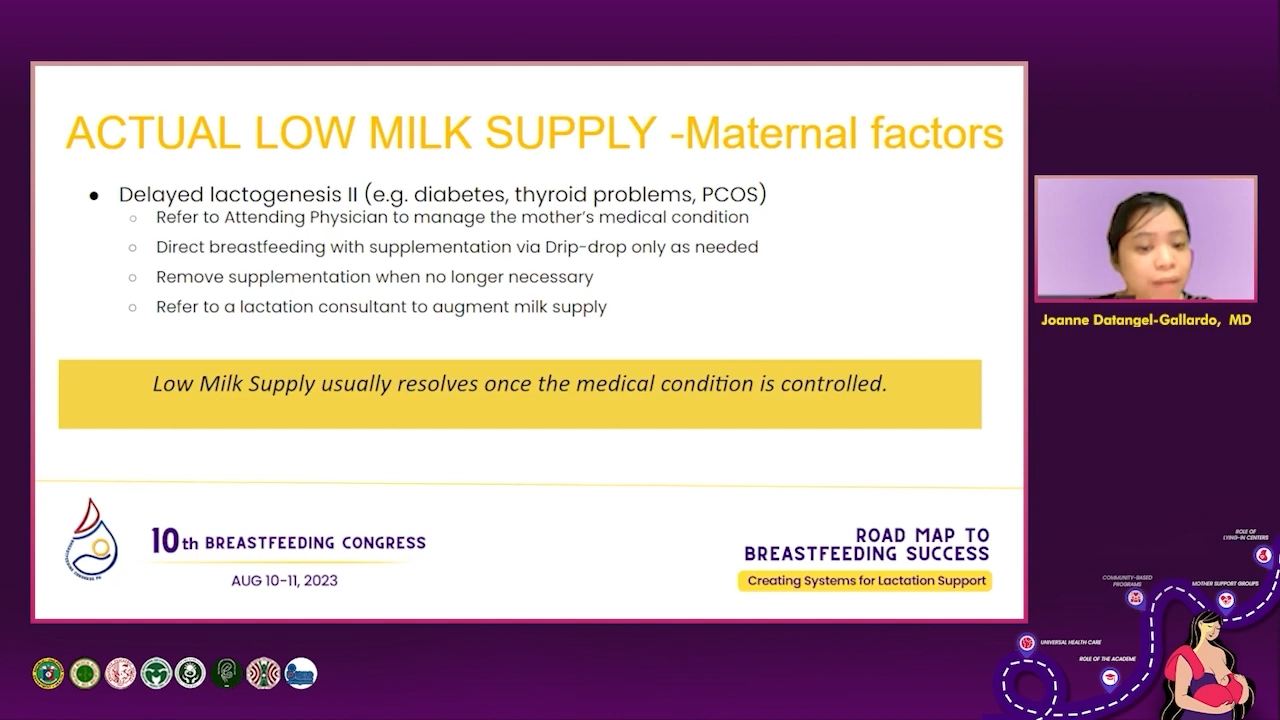 ACTUAL LOW MILK SUPPLY -Maternal factors
● Delayed lactogenesis II (e.g. diabetes, thyroid problems, PCOS)
○ Refer to Attending Physician to manage the mother's medical condition
○ Direct breastfeeding with supplementation via Drip-drop only as needed
○ Remove supplementation when no longer necessary
○ Refer to a lactation consultant to augment milk supply
Low Milk Supply usually resolves once the medical condition is controlled.
10th BREASTFEEDING CONGRESS
AUG 10-11, 2023
ROAD MAP TO
BREASTFEEDING SUCCESS
Creating Systems for Lactation Support
Joanne Datangel-Gallardo, MD
ROLE OF
LYING-IN CENTERS
COMMUNITY-BASED
PROGRAMS
MOTHER SUPPORT GROUPS
UNIVERSAL HEALTH CARE
ROLE OF THE ACADEME